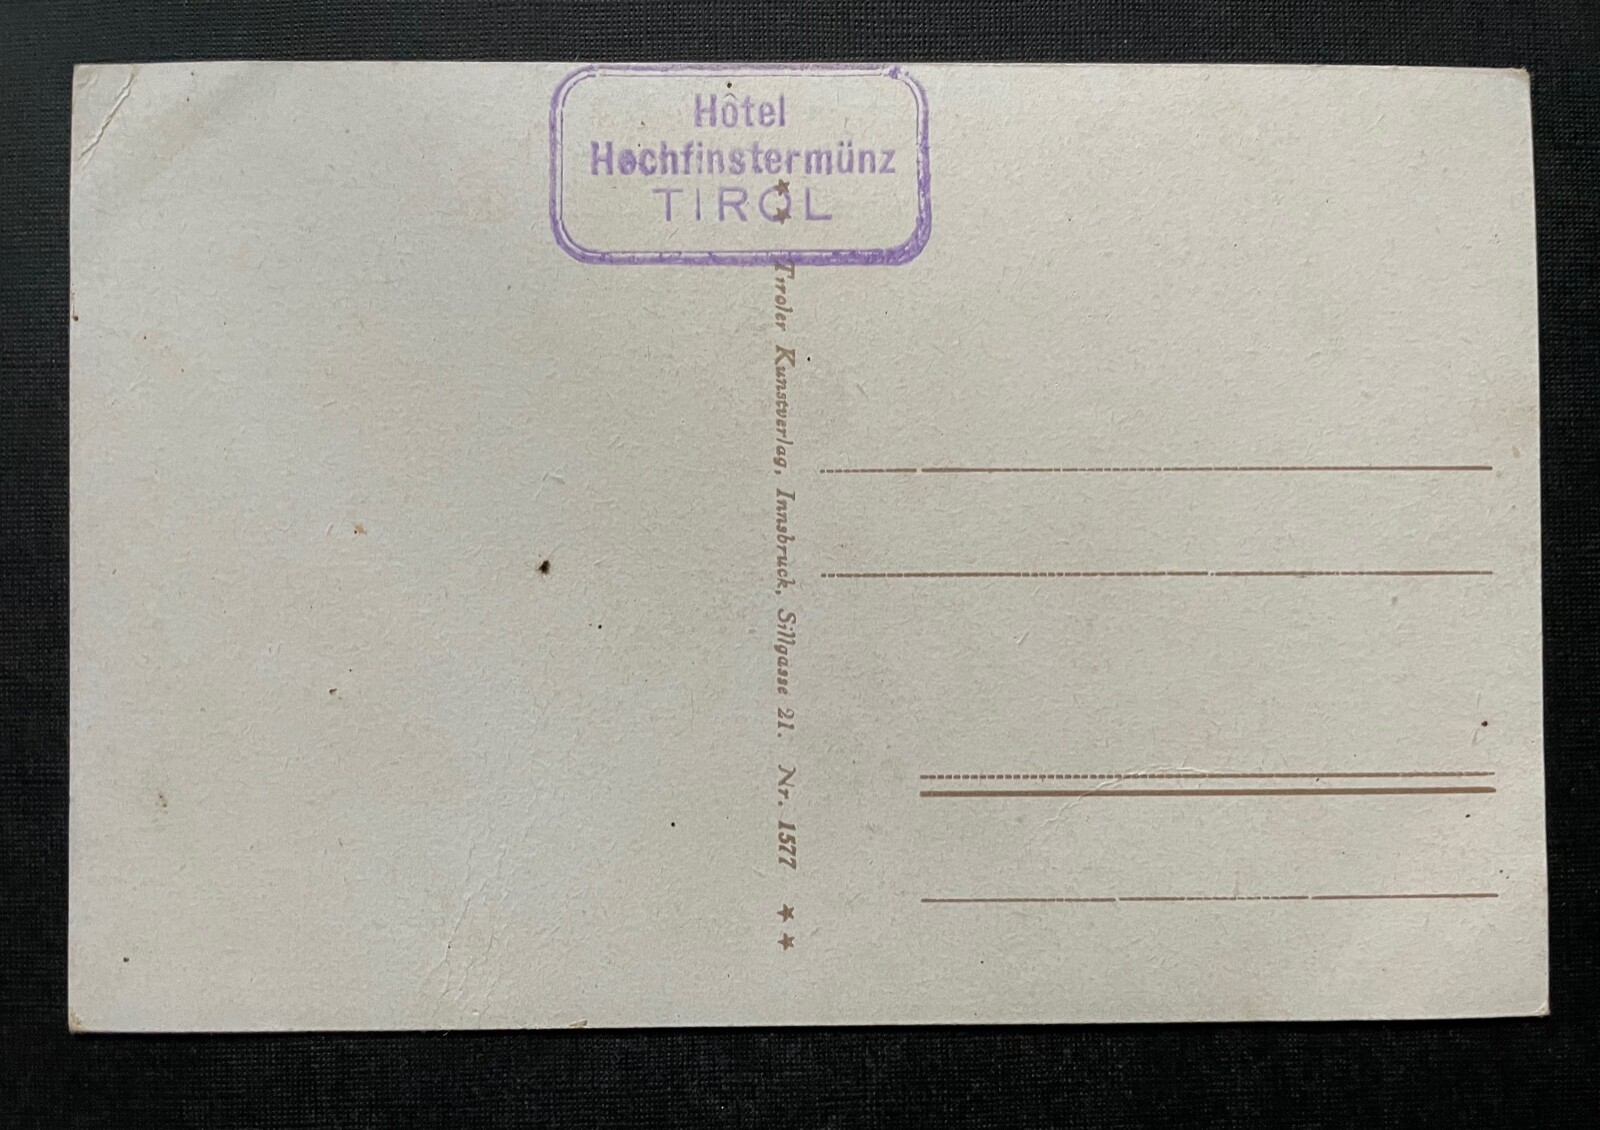 Hôtel
Hochfinstermünz
TIROL
Tiroler Kunstverlag, Innsbruck, Sillgasse 21. Nr. 1577